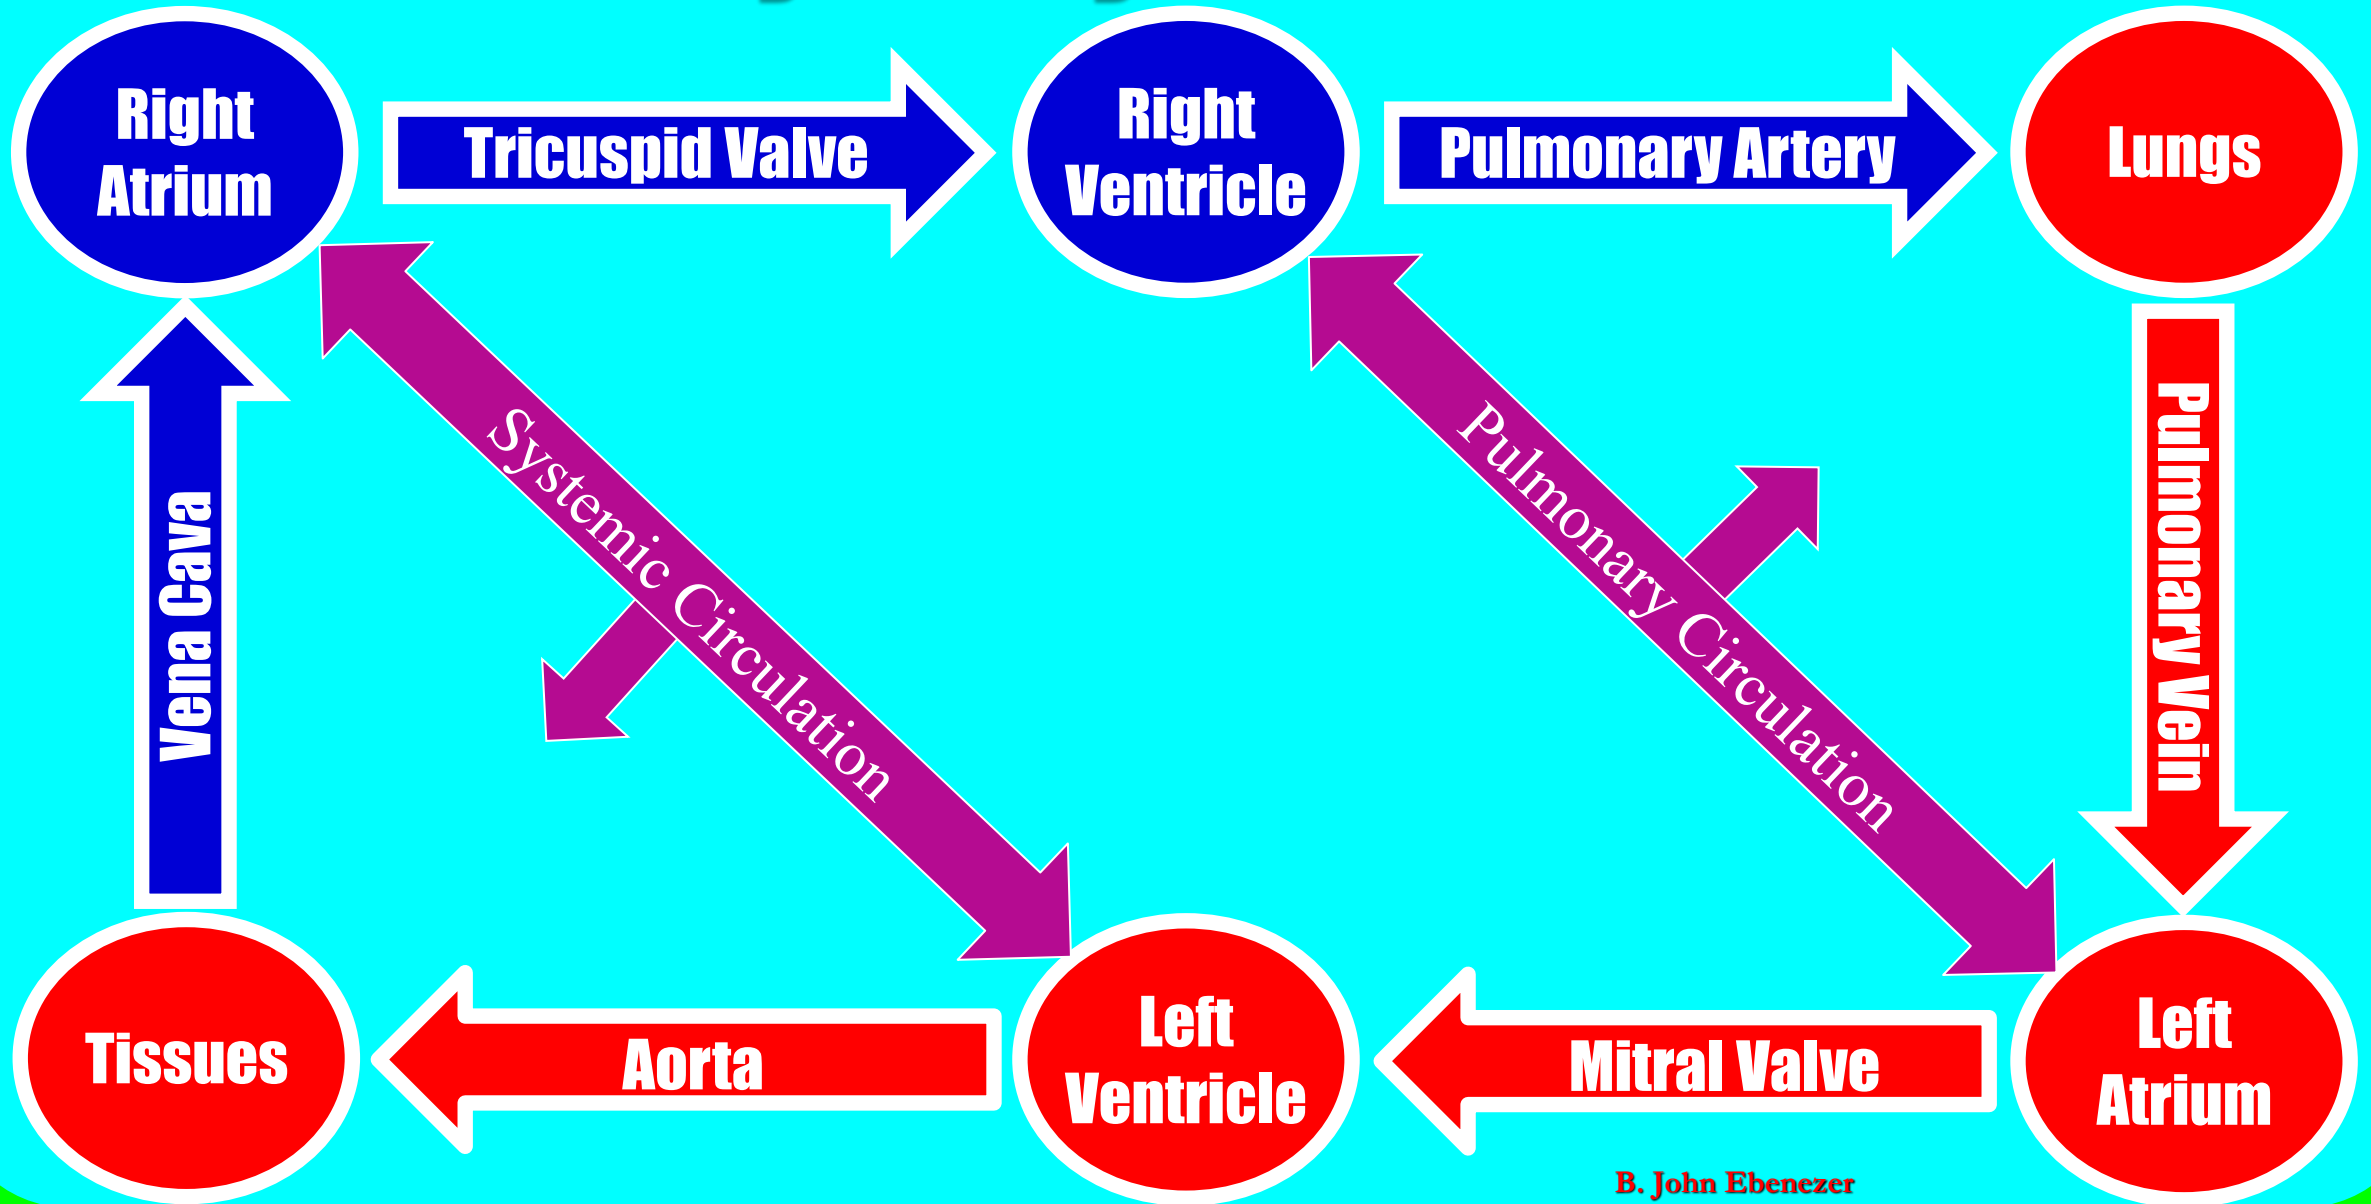 Right
Atrium
Tricuspid Valve
Right
Ventricle
Pulmonary Artery
Lungs
Vena Cava
Systemic Circulation
Pulmonary Circulation
Pulmonary Vein
Tissues
Aorta
Left
Ventricle
Mitral Valve
Left
Atrium
B. John Ebenezer